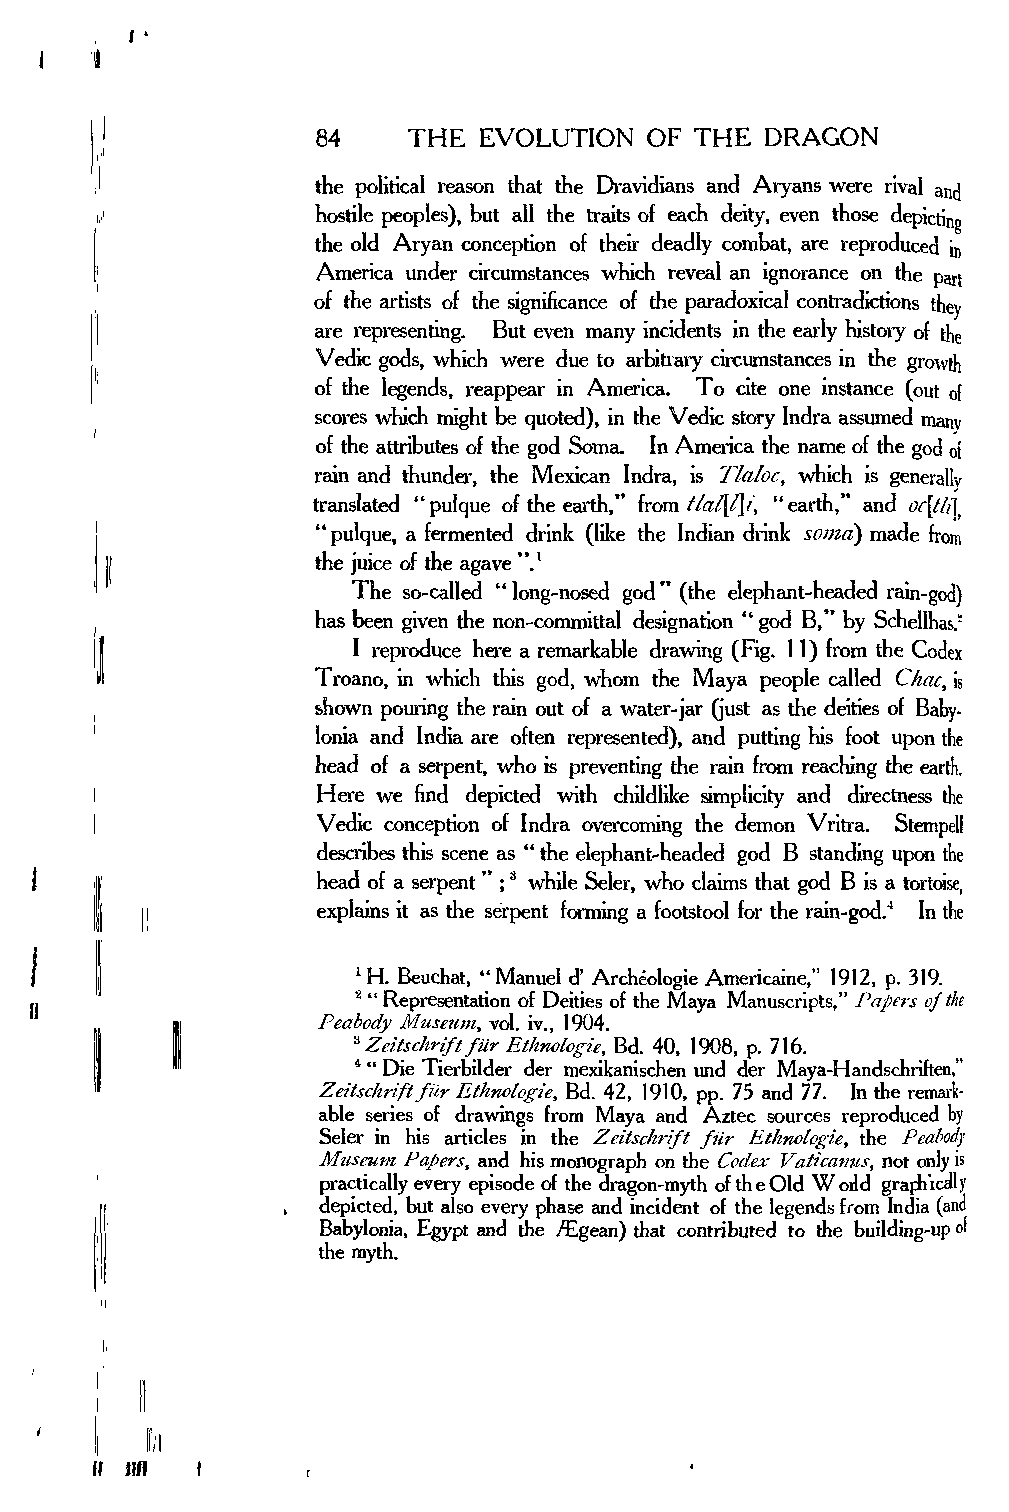 84 THE EVOLUTION OF THE DRAGON
the political reason that the Dravidians and Aryans were rival and
hostile peoples), but all the traits of each deity, even those depicting
the old Aryan conception of their deadly combat, are reproduced in
America under circumstances which reveal an ignorance on the part
of the artists of the significance of the paradoxical contradictions they
are representing. But even many incidents in the early history of the
Vedic gods, which were due to arbitrary circumstances in the growth
of the legends, reappear in America. To cite one instance (out of
scores which might be quoted), in the Vedic story Indra assumed many
of the attributes of the god Soma. In America the name of the god of
rain and thunder, the Mexican Indra, is Tlaloc, which is generally
translated “pulque of the earth,” from tlal[l]i, “earth,” and oc[tli],
“pulque, a fermented drink (like the Indian drink soma) made from
the juice of the agave ”.¹
The so-called “long-nosed god” (the elephant-headed rain-god)
has been given the non-committal designation “god B,” by Schellhas.²
I reproduce here a remarkable drawing (Fig. 11) from the Codex
Troano, in which this god, whom the Maya people called Chac, is
shown pouring the rain out of a water-jar (just as the deities of Baby-
lonia and India are often represented), and putting his foot upon the
head of a serpent, who is preventing the rain from reaching the earth.
Here we find depicted with childlike simplicity and directness the
Vedic conception of Indra overcoming the demon Vritra. Stempell
describes this scene as “the elephant-headed god B standing upon the
head of a serpent” ;³ while Seler, who claims that god B is a tortoise,
explains it as the serpent forming a footstool for the rain-god.⁴ In the
¹ H. Beuchat, “Manuel d’ Archéologie Americaine,” 1912, p. 319.
² “Representation of Deities of the Maya Manuscripts,” Papers of the
Peabody Museum, vol. iv., 1904.
³ Zeitschrift für Ethnologie, Bd. 40, 1908, p. 716.
⁴ “Die Tierbilder der mexikanischen und der Maya-Handschriften,”
Zeitschrift für Ethnologie, Bd. 42, 1910, pp. 75 and 77. In the remark-
able series of drawings from Maya and Aztec sources reproduced by
Seler in his articles in the Zeitschrift für Ethnologie, the Peabody
Museum Papers, and his monograph on the Codex Vaticanus, not only is
practically every episode of the dragon-myth of the Old World graphically
depicted, but also every phase and incident of the legends from India (and
Babylonia, Egypt and the Ægean) that contributed to the building-up of
the myth.